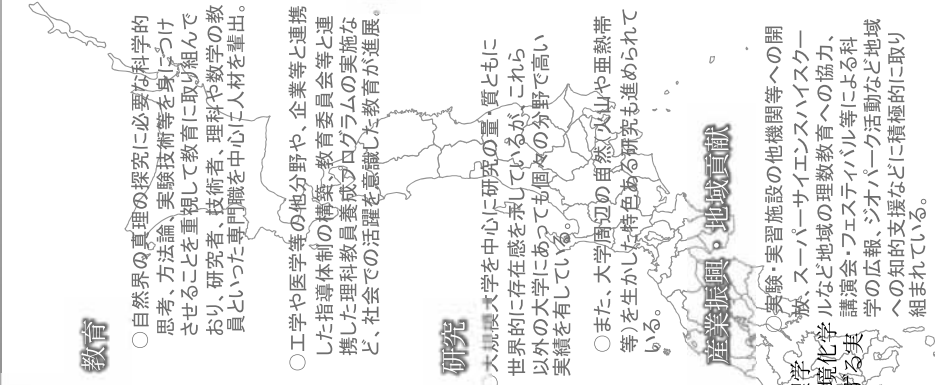 教育
○自然界の真理の探究に必要な科学的
思考、方法論、実験技術等を身につけ
させることを重視して教育に取り組んで
おり、研究者、技術者、理科や数学の教
員といった専門職を中心に人材を輩出。
○工学や医学等の他分野や、企業等と連携
した指導体制の構築、教育委員会等と連
携した理科教員養成プログラムの実施な
ど、社会での活躍を意識した教育が進展。
研究
○大規模大学を中心に研究の量・質ともに
世界的に存在感を示しているが、これら
以外の大学にあっても、個々の分野で高い
実績を有している。
○また、大学周辺の自然（火山や亜熱帯
等）を生かした特色ある研究も進められて
いる。
産業振興・地域貢献
○実験・実習施設の他機関等への開
放、スーパーサイエンスハイスクー
ルなど地域の理数教育への協力、
講演会・フェスティバル等による科
学の広報、ジオパーク活動など地域
への知的支援などに積極的に取り
組まれている。
学
境化学
する実